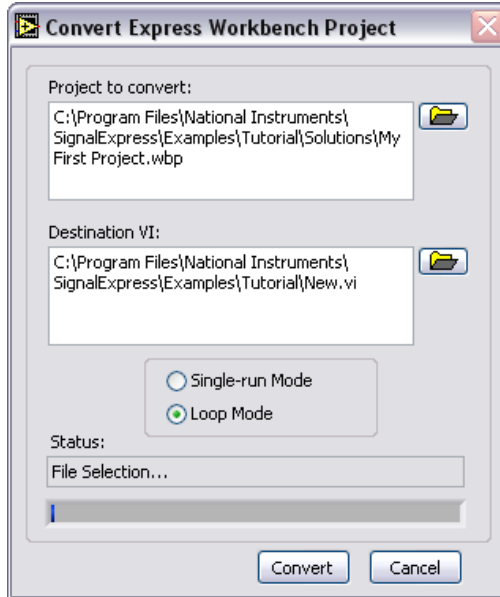 Convert Express Workbench Project
Project to convert:
C:\Program Files\National Instruments\
SignalExpress\Examples\Tutorial\Solutions\My
First Project.wbp
Destination VI:
C:\Program Files\National Instruments\
SignalExpress\Examples\Tutorial\New.vi
Single-run Mode
Loop Mode
Status:
File Selection...
Convert
Cancel